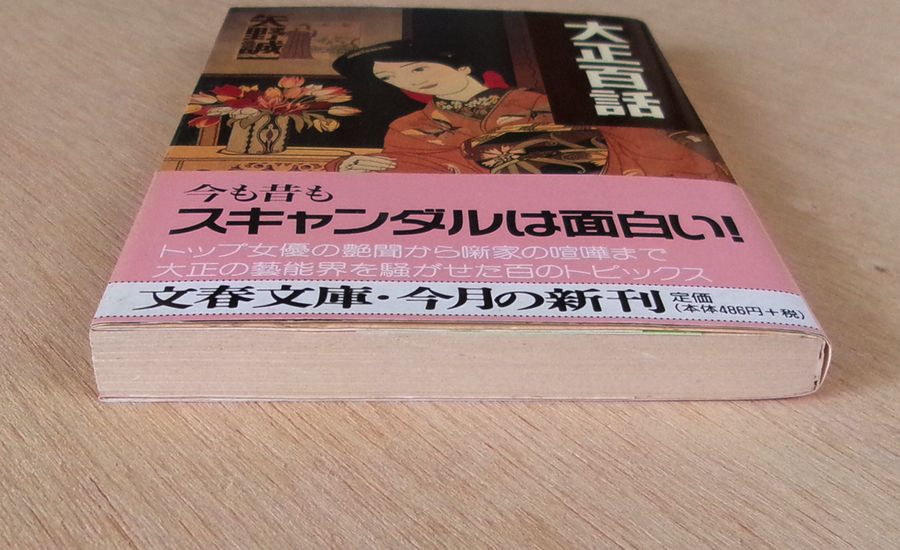 大正百話
矢野誠一
今も昔も
スキャンダルは面白い!
トップ女優の艶聞から噺家の喧嘩まで
大正の藝能界を騒がせた百のトピックス
文春文庫・今月の新刊
定価
(本体486円+税)